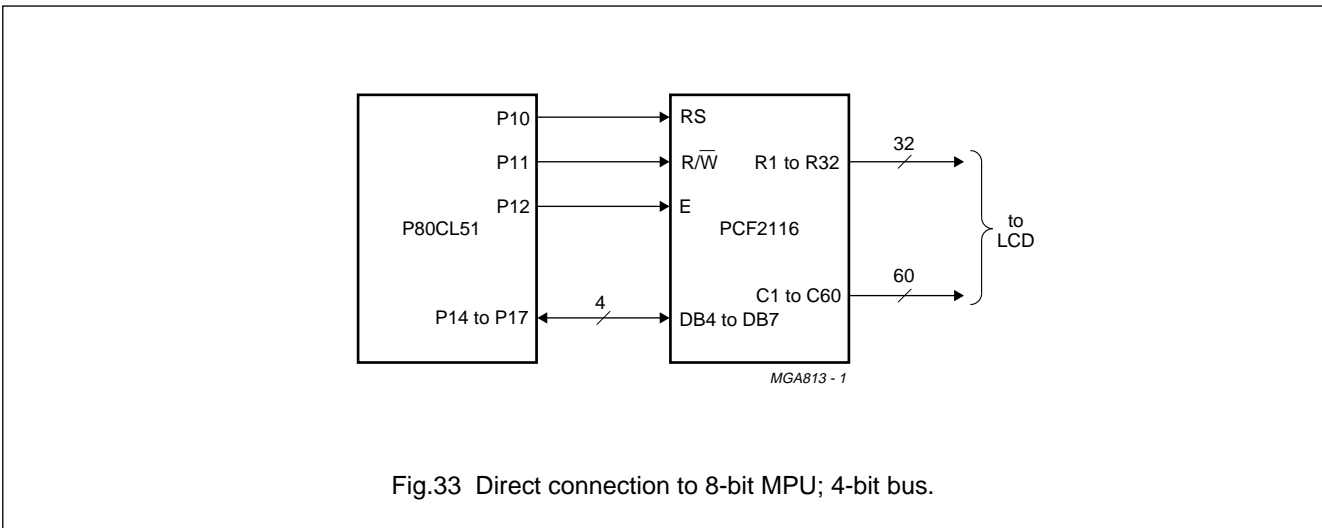 P10
RS
P11
R/W̅
R1 to R32
32
P12
E
P80CL51
PCF2116
to
LCD
P14 to P17
4
DB4 to DB7
C1 to C60
60
MGA813 - 1
Fig.33 Direct connection to 8-bit MPU; 4-bit bus.